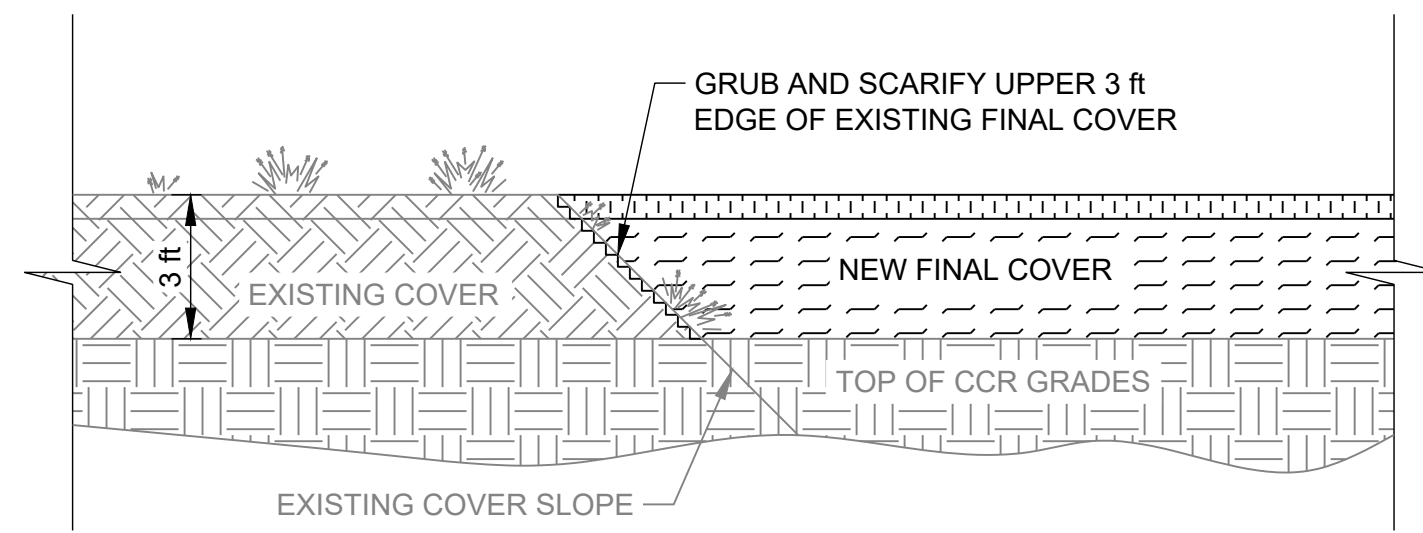 GRUB AND SCARIFY UPPER 3 ft
EDGE OF EXISTING FINAL COVER
3 ft
EXISTING COVER
NEW FINAL COVER
TOP OF CCR GRADES
EXISTING COVER SLOPE